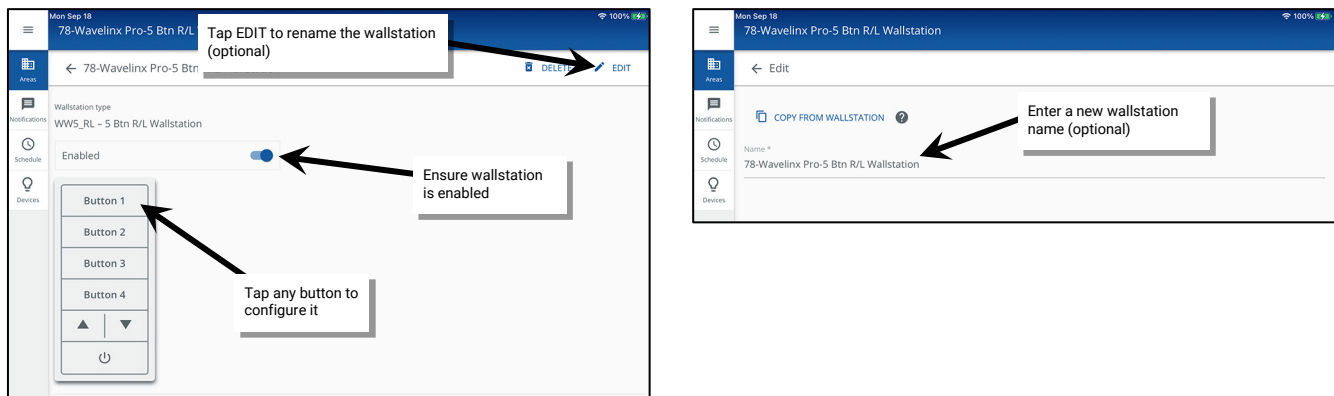 Mon Sep 18
100%
78-Wavelinx Pro-5 Btn R/L
Tap EDIT to rename the wallstation
(optional)
Areas
78-Wavelinx Pro-5 Btn
DELETE
EDIT
Notifications
Wallstation type
WW5_RL – 5 Btn R/L Wallstation
Schedule
Enabled
Ensure wallstation
is enabled
Devices
Button 1
Button 2
Button 3
Button 4
Tap any button to
configure it
Mon Sep 18
100%
78-Wavelinx Pro-5 Btn R/L Wallstation
Areas
Edit
Notifications
COPY FROM WALLSTATION
Enter a new wallstation
name (optional)
Schedule
Name *
78-Wavelinx Pro-5 Btn R/L Wallstation
Devices